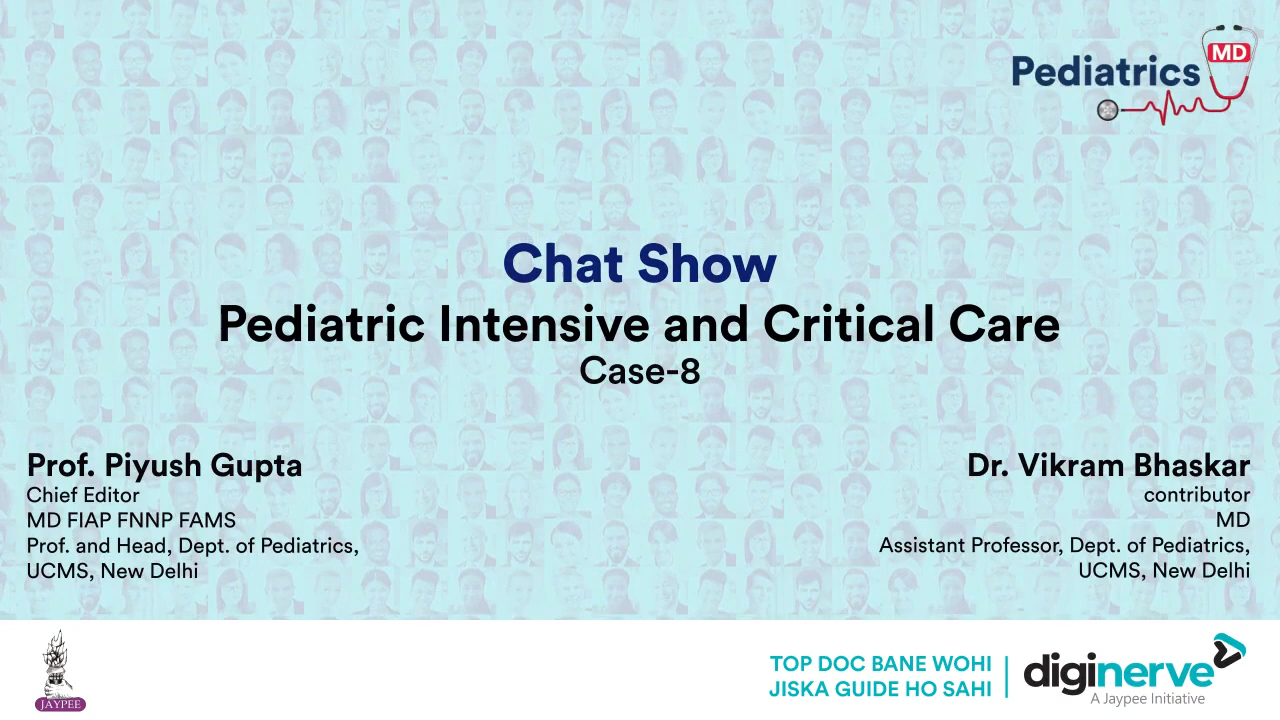 Pediatrics MD
Chat Show
Pediatric Intensive and Critical Care
Case-8
Prof. Piyush Gupta
Chief Editor
MD FIAP FNNP FAMS
Prof. and Head, Dept. of Pediatrics,
UCMS, New Delhi
Dr. Vikram Bhaskar
contributor
MD
Assistant Professor, Dept. of Pediatrics,
UCMS, New Delhi
JAYPEE
TOP DOC BANE WOHI
JISKA GUIDE HO SAHI
diginerve
A Jaypee Initiative